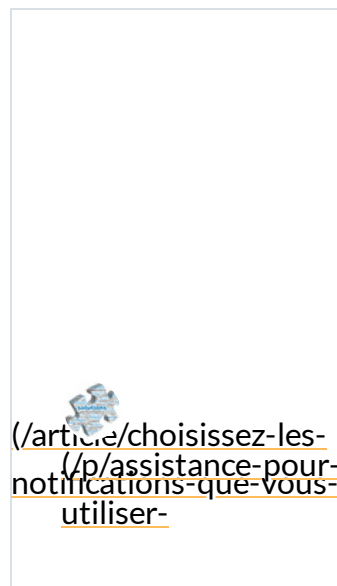 (/article/choisissez-les-
(/p/assistance-pour-
notifications-que-vous-
utiliser-